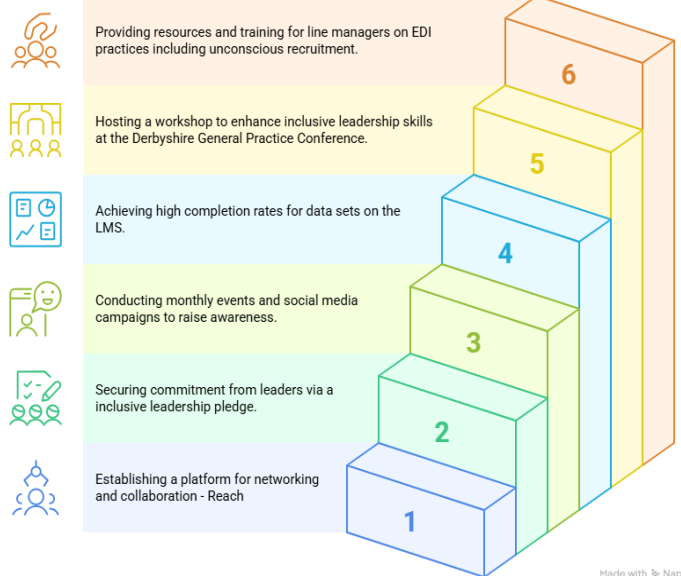 Providing resources and training for line managers on EDI
practices including unconscious recruitment.
6
Hosting a workshop to enhance inclusive leadership skills
at the Derbyshire General Practice Conference.
5
Achieving high completion rates for data sets on the
LMS.
4
Conducting monthly events and social media
campaigns to raise awareness.
3
Securing commitment from leaders via a
inclusive leadership pledge.
2
Establishing a platform for networking
and collaboration - Reach
1
Made with